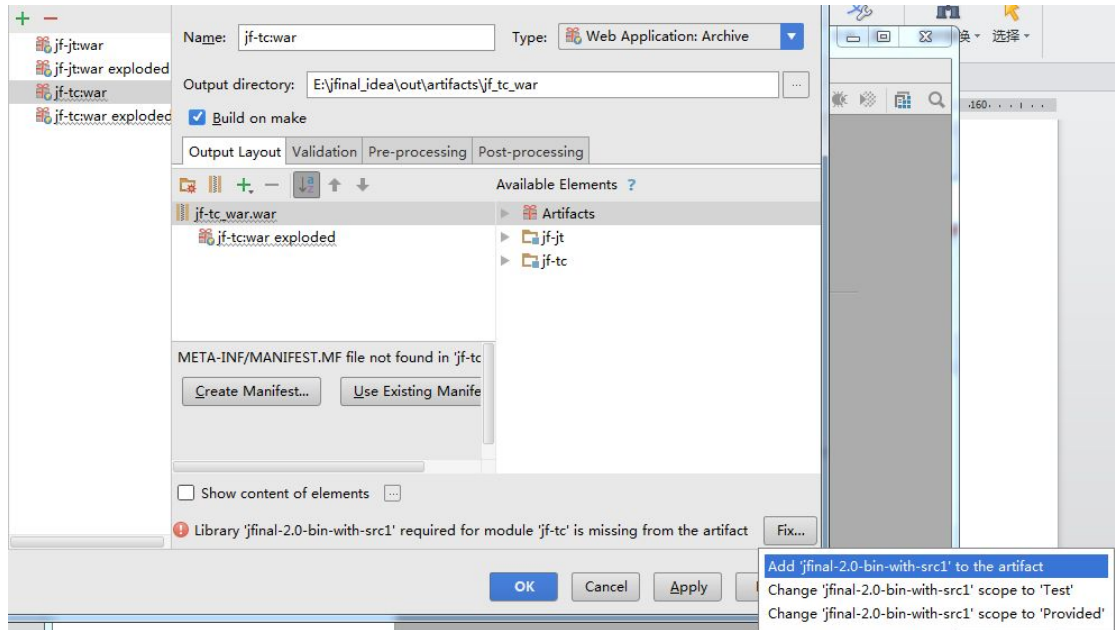 jf-jt:war
jf-jt:war exploded
jf-tc:war
jf-tc:war exploded
Name: jf-tc:war Type: Web Application: Archive
Output directory: E:\jfinal_idea\out\artifacts\jf_tc_war ...
Build on make
Output Layout Validation Pre-processing Post-processing
Available Elements ?
jf-tc_war.war
jf-tc:war exploded
Artifacts
jf-jt
jf-tc
META-INF/MANIFEST.MF file not found in 'jf-tc
Create Manifest... Use Existing Manife
Show content of elements ...
Library 'jfinal-2.0-bin-with-src1' required for module 'jf-tc' is missing from the artifact Fix...
OK Cancel Apply
Add 'jfinal-2.0-bin-with-src1' to the artifact
Change 'jfinal-2.0-bin-with-src1' scope to 'Test'
Change 'jfinal-2.0-bin-with-src1' scope to 'Provided'
换 选择
160